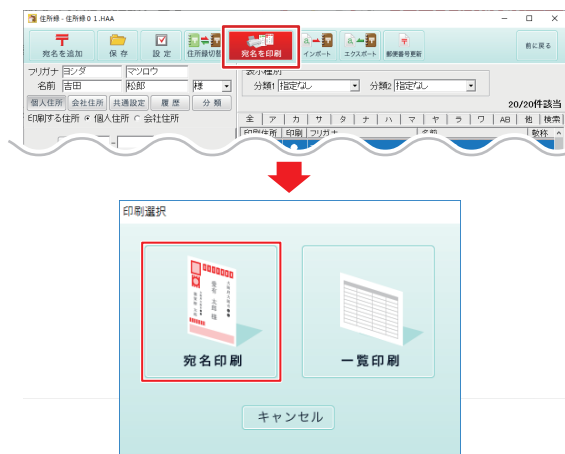 住所録 - 住所録０１.HAA
宛名を追加 保 存 設 定 住所録切替 宛名を印刷 インポート エクスポート 郵便番号更新 前に戻る
フリガナ ヨシダ マツロウ
名前 吉田 松郎 様
表示種別
分類1 指定なし 分類2 指定なし
個人住所 会社住所 共通設定 履 歴 分 類
20/20件該当
印刷する住所 個人住所 会社住所
全 ア カ サ タ ナ ハ マ ヤ ラ ワ AB 他 検索
印刷住所 印刷 フリガナ 名前 敬称
印刷選択
宛名印刷
一覧印刷
キャンセル